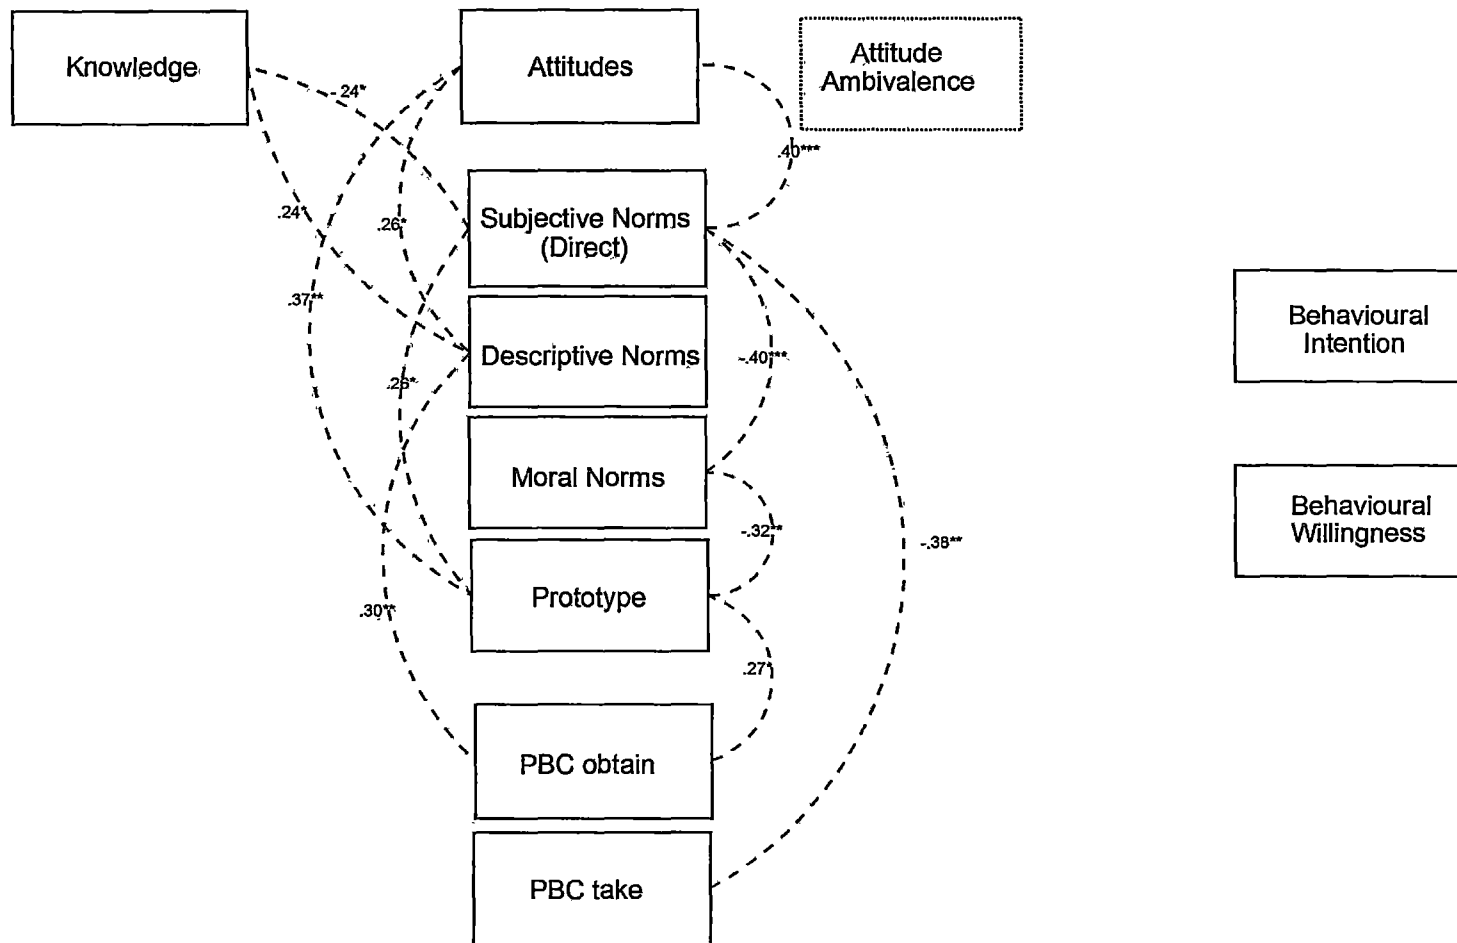 Knowledge
Attitudes
Attitude
Ambivalence
-.24*
.40***
Subjective Norms
(Direct)
.24*
.26*
.37**
Behavioural
Intention
Descriptive Norms
-.40***
.26*
Moral Norms
Behavioural
Willingness
-.32**
-.38**
Prototype
.30**
.27*
PBC obtain
PBC take